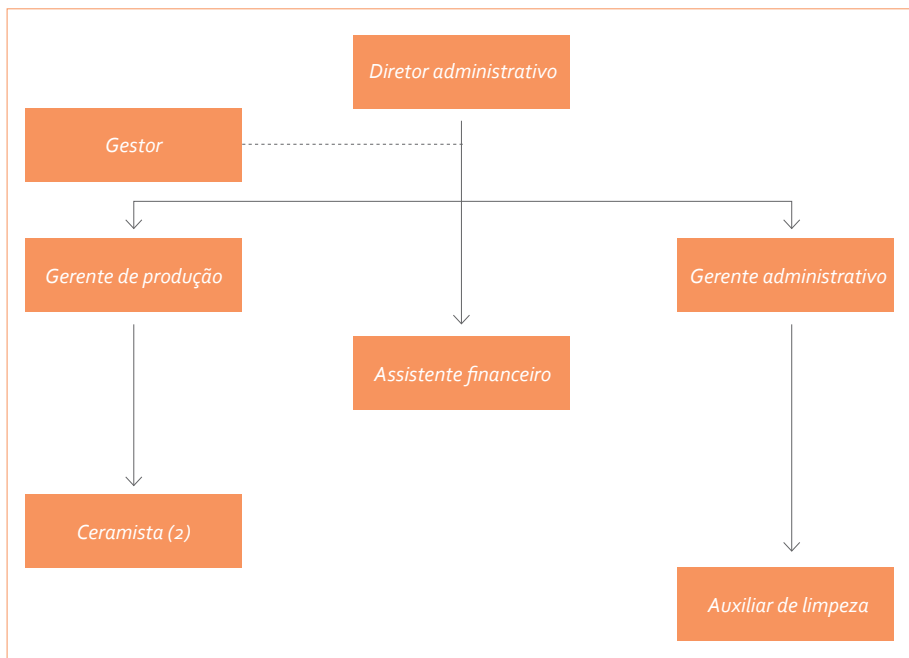 Diretor administrativo
Gestor
Gerente de produção
Gerente administrativo
Assistente financeiro
Ceramista (2)
Auxiliar de limpeza